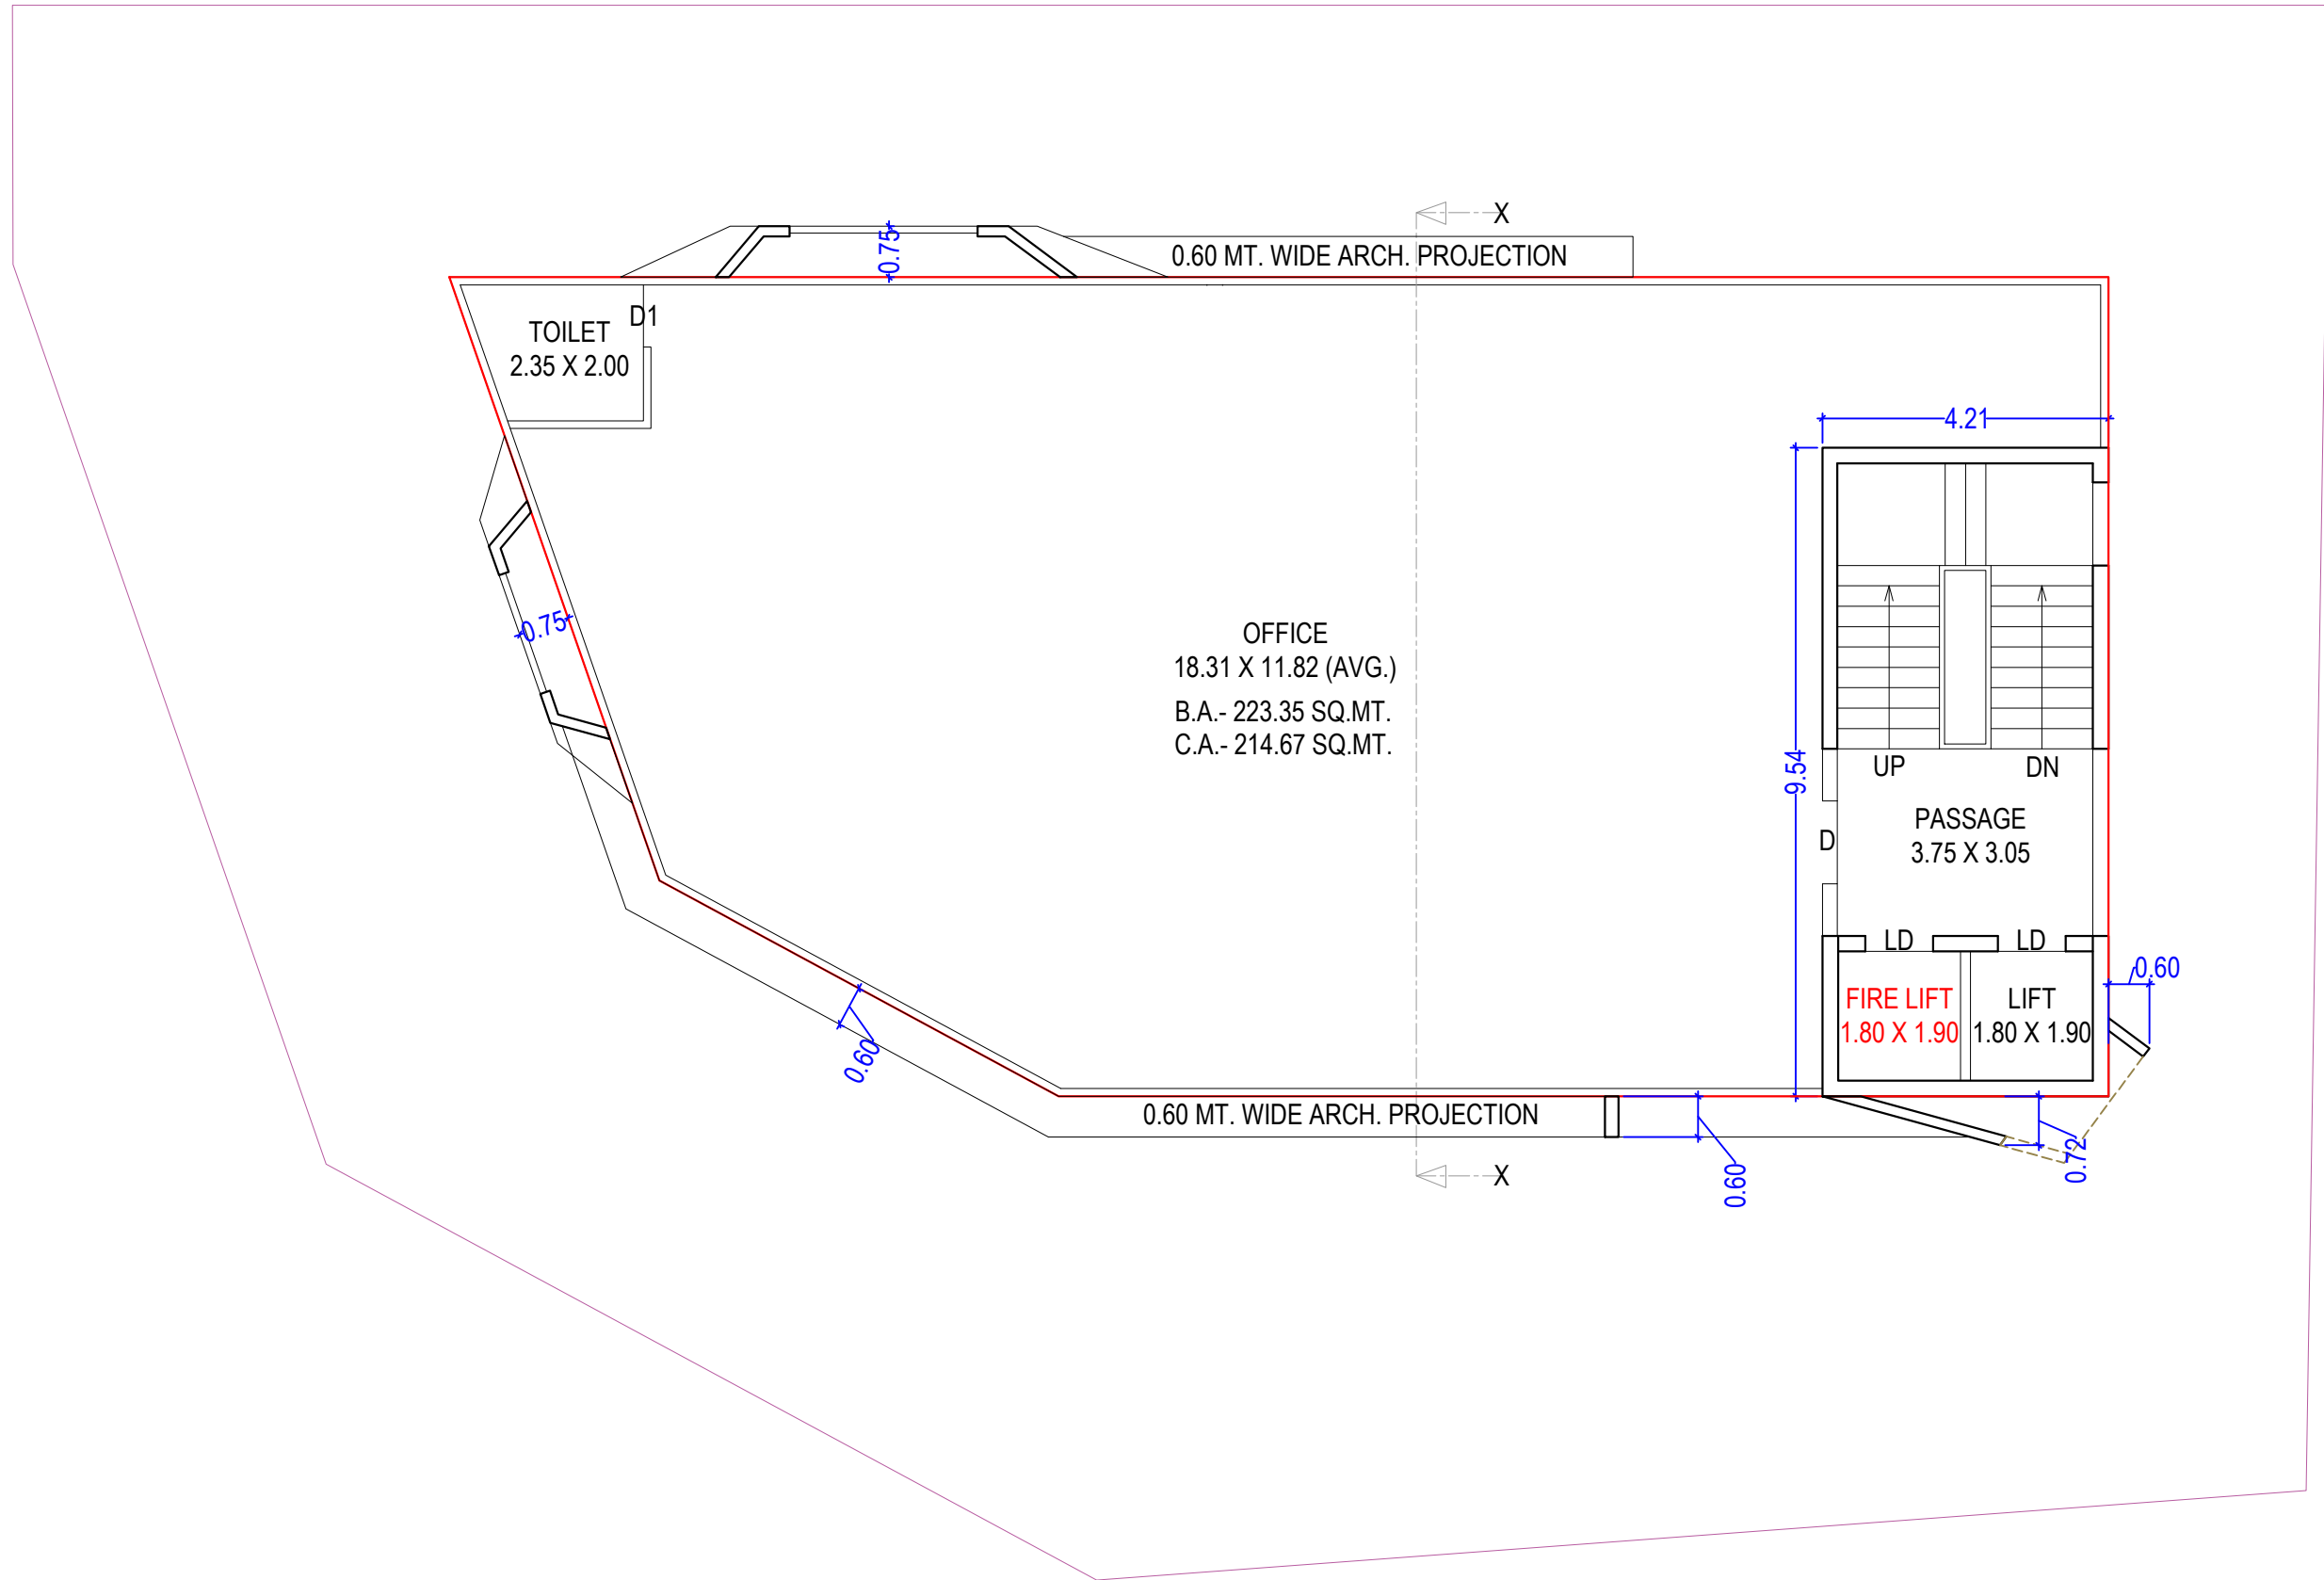 X
0.75
0.60 MT. WIDE ARCH. PROJECTION
D1
TOILET
2.35 X 2.00
4.21
0.75
OFFICE
18.31 X 11.82 (AVG.)
B.A.- 223.35 SQ.MT.
C.A.- 214.67 SQ.MT.
9.54
UP
DN
PASSAGE
3.75 X 3.05
D
LD
LD
0.60
FIRE LIFT
1.80 X 1.90
LIFT
1.80 X 1.90
0.60
0.60 MT. WIDE ARCH. PROJECTION
0.72
0.60
X